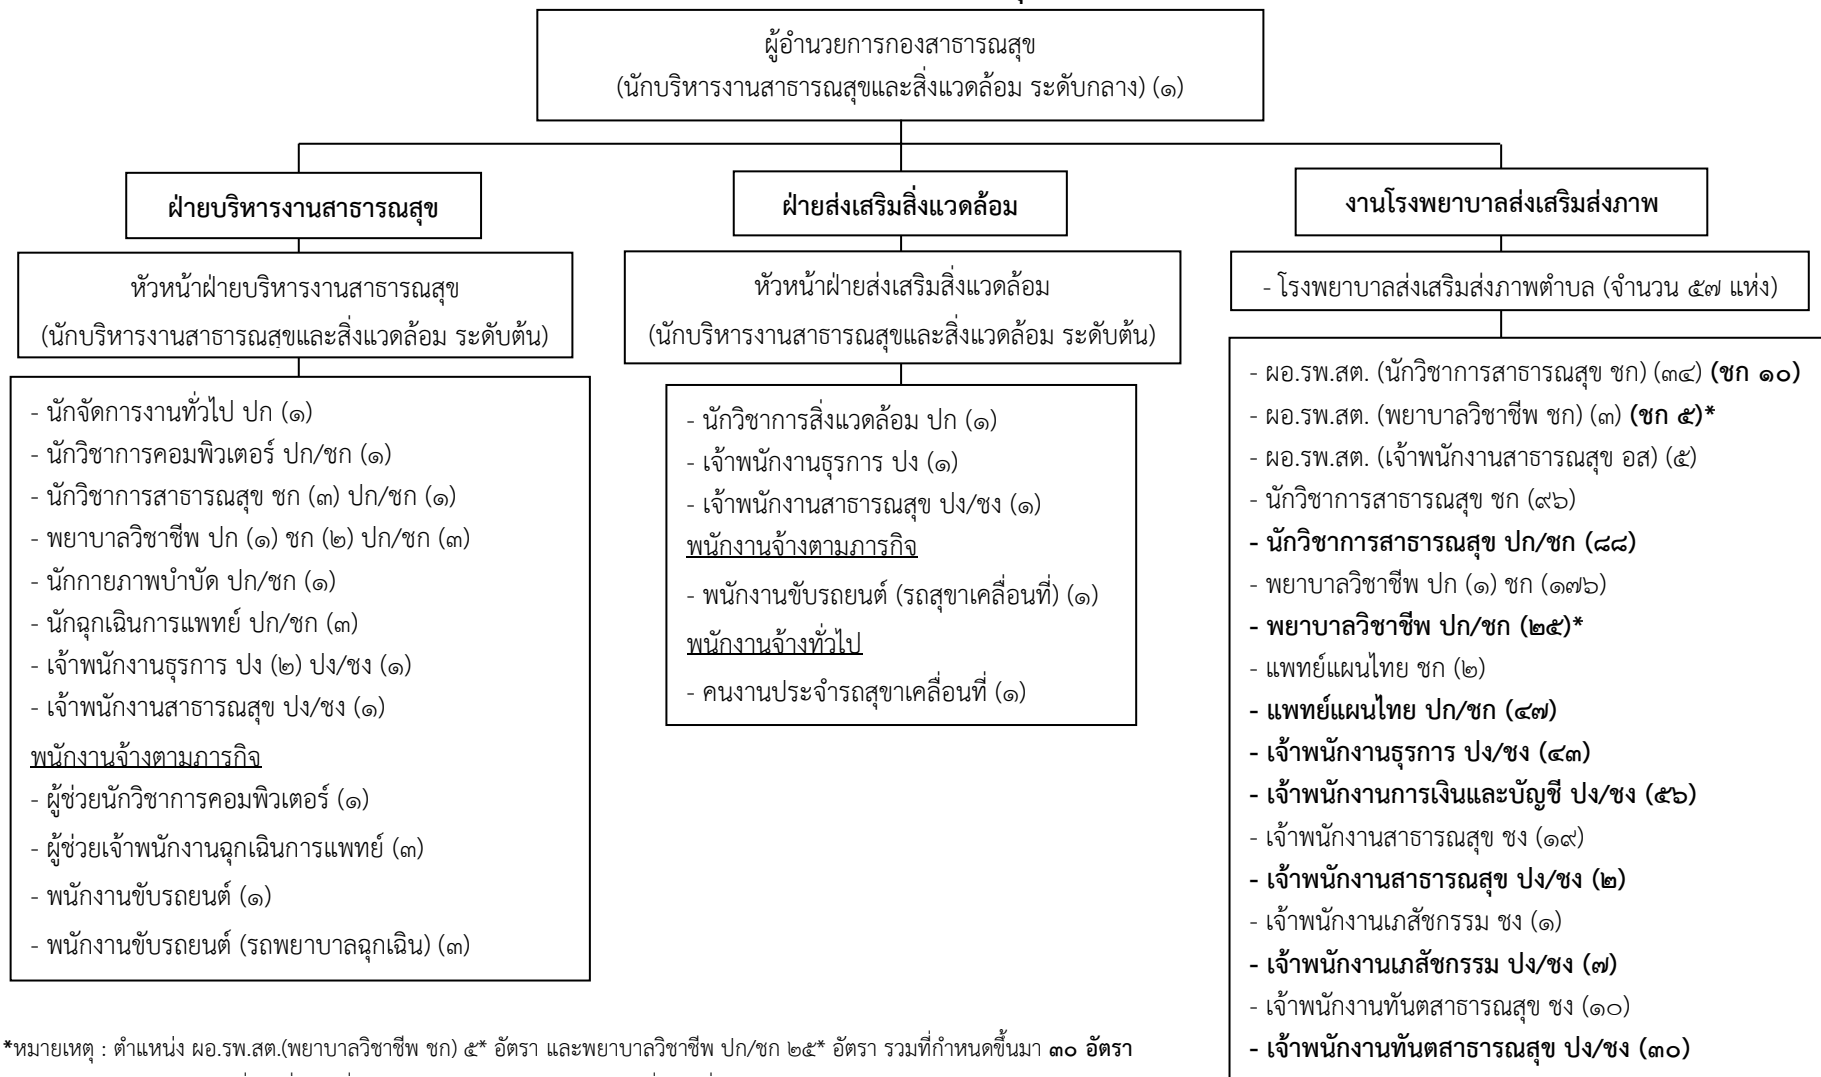 ผู้อำนวยการกองสาธารณสุข
(นักบริหารงานสาธารณสุขและสิ่งแวดล้อม ระดับกลาง) (๑)
ฝ่ายบริหารงานสาธารณสุข
หัวหน้าฝ่ายบริหารงานสาธารณสุข
(นักบริหารงานสาธารณสุขและสิ่งแวดล้อม ระดับต้น)
- นักจัดการงานทั่วไป ปก (๑)
- นักวิชาการคอมพิวเตอร์ ปก/ชก (๑)
- นักวิชาการสาธารณสุข ชก (๓) ปก/ชก (๑)
- พยาบาลวิชาชีพ ปก (๑) ชก (๒) ปก/ชก (๓)
- นักกายภาพบำบัด ปก/ชก (๑)
- นักฉุกเฉินการแพทย์ ปก/ชก (๓)
- เจ้าพนักงานธุรการ ปง (๒) ปง/ชง (๑)
- เจ้าพนักงานสาธารณสุข ปง/ชง (๑)
พนักงานจ้างตามภารกิจ
- ผู้ช่วยนักวิชาการคอมพิวเตอร์ (๑)
- ผู้ช่วยเจ้าพนักงานฉุกเฉินการแพทย์ (๓)
- พนักงานขับรถยนต์ (๑)
- พนักงานขับรถยนต์ (รถพยาบาลฉุกเฉิน) (๓)
ฝ่ายส่งเสริมสิ่งแวดล้อม
หัวหน้าฝ่ายส่งเสริมสิ่งแวดล้อม
(นักบริหารงานสาธารณสุขและสิ่งแวดล้อม ระดับต้น)
- นักวิชาการสิ่งแวดล้อม ปก (๑)
- เจ้าพนักงานธุรการ ปง (๑)
- เจ้าพนักงานสาธารณสุข ปง/ชง (๑)
พนักงานจ้างตามภารกิจ
- พนักงานขับรถยนต์ (รถสุขาเคลื่อนที่) (๑)
พนักงานจ้างทั่วไป
- คนงานประจำรถสุขาเคลื่อนที่ (๑)
งานโรงพยาบาลส่งเสริมส่งภาพ
- โรงพยาบาลส่งเสริมส่งภาพตำบล (จำนวน ๕๗ แห่ง)
- ผอ.รพ.สต. (นักวิชาการสาธารณสุข ชก) (๓๔) (ชก ๑๐)
- ผอ.รพ.สต. (พยาบาลวิชาชีพ ชก) (๓) (ชก ๕)*
- ผอ.รพ.สต. (เจ้าพนักงานสาธารณสุข อส) (๕)
- นักวิชาการสาธารณสุข ชก (๙๖)
- นักวิชาการสาธารณสุข ปก/ชก (๘๘)
- พยาบาลวิชาชีพ ปก (๑) ชก (๑๗๖)
- พยาบาลวิชาชีพ ปก/ชก (๒๕)*
- แพทย์แผนไทย ชก (๒)
- แพทย์แผนไทย ปก/ชก (๔๗)
- เจ้าพนักงานธุรการ ปง/ชง (๔๓)
- เจ้าพนักงานการเงินและบัญชี ปง/ชง (๕๖)
- เจ้าพนักงานสาธารณสุข ชง (๑๙)
- เจ้าพนักงานสาธารณสุข ปง/ชง (๒)
- เจ้าพนักงานเภสัชกรรม ชง (๑)
- เจ้าพนักงานเภสัชกรรม ปง/ชง (๗)
- เจ้าพนักงานทันตสาธารณสุข ชง (๑๐)
- เจ้าพนักงานทันตสาธารณสุข ปง/ชง (๓๐)
*หมายเหตุ : ตำแหน่ง ผอ.รพ.สต.(พยาบาลวิชาชีพ ชก) ๕* อัตรา และพยาบาลวิชาชีพ ปก/ชก ๒๕* อัตรา รวมที่กำหนดขึ้นมา ๓๐ อัตรา